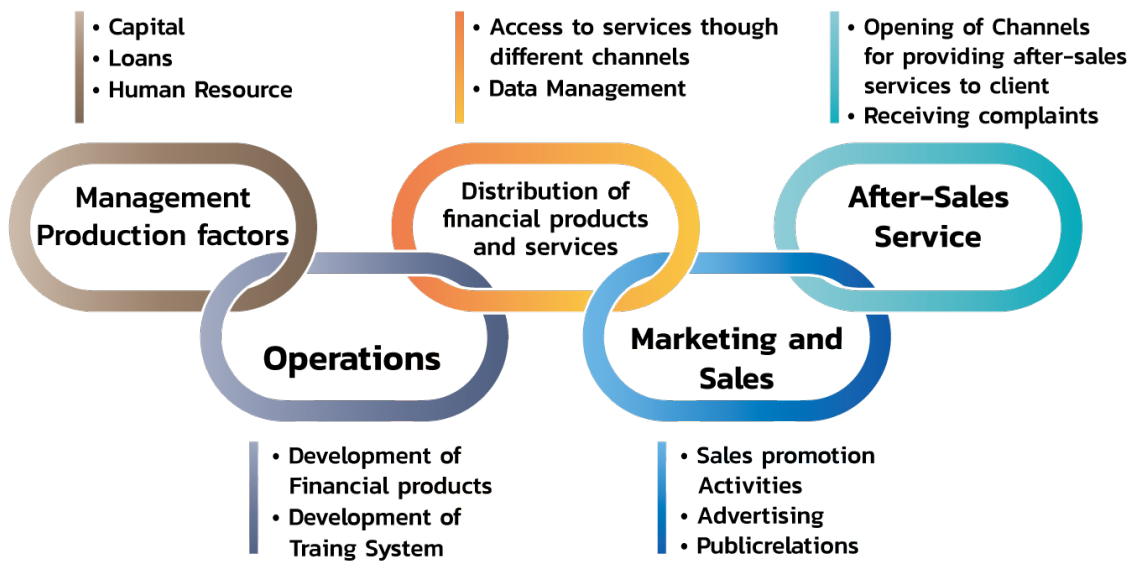 • Capital
• Loans
• Human Resource
Management
Production factors
Operations
• Development of
Financial products
• Development of
Traing System
• Access to services though
different channels
• Data Management
Distribution of
financial products
and services
Marketing and
Sales
• Sales promotion
Activities
• Advertising
• Publicrelations
• Opening of Channels
for providing after-sales
services to client
• Receiving complaints
After-Sales
Service